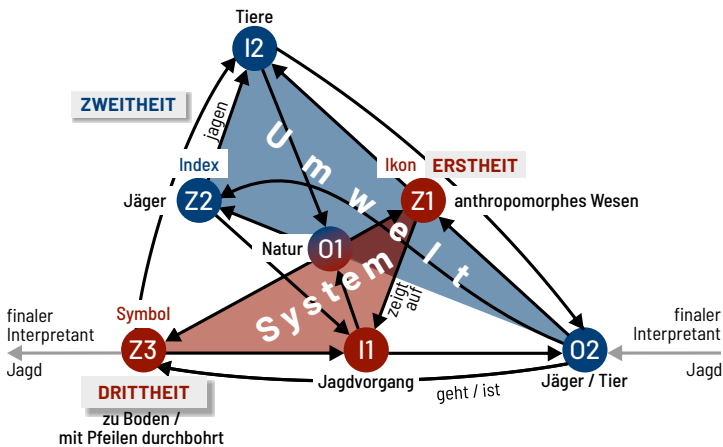 Tiere
I2
ZWEITHEIT
jagen
Umwelt
Index
Ikon
ERSTHEIT
Jäger
Z2
Z1
anthropomorphes Wesen
Natur
O1
Systeme
zeigt
auf
finaler
Interpretant
Jagd
Symbol
Z3
I1
O2
finaler
Interpretant
Jagd
Jagdvorgang
Jäger / Tier
geht / ist
DRITTHEIT
zu Boden /
mit Pfeilen durchbohrt